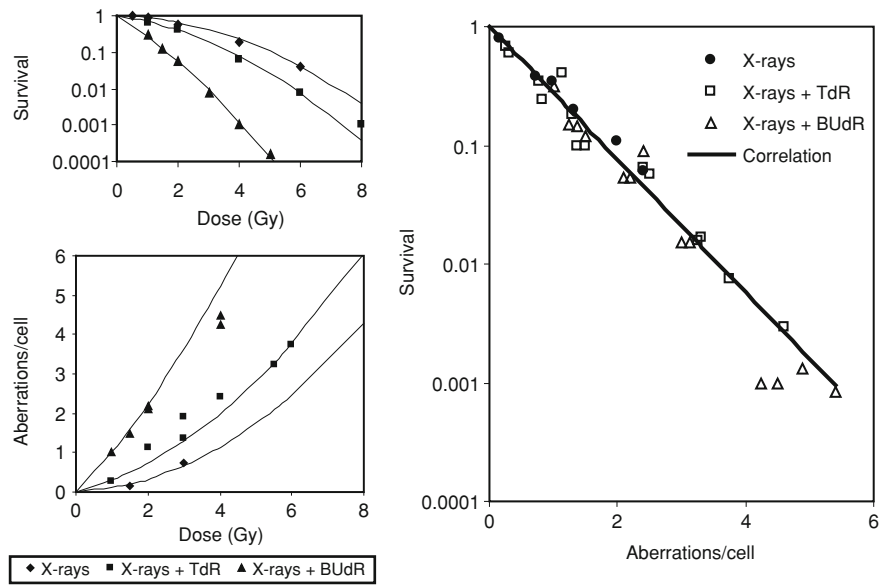 1
0.1
0.01
0.001
0.0001
Survival
0 2 4 6 8
Dose (Gy)
6
5
4
3
2
1
0
Aberrations/cell
0 2 4 6 8
Dose (Gy)
X-rays X-rays + TdR X-rays + BUdR
1
0.1
0.01
0.001
0.0001
Survival
X-rays
X-rays + TdR
X-rays + BUdR
Correlation
0 2 4 6
Aberrations/cell